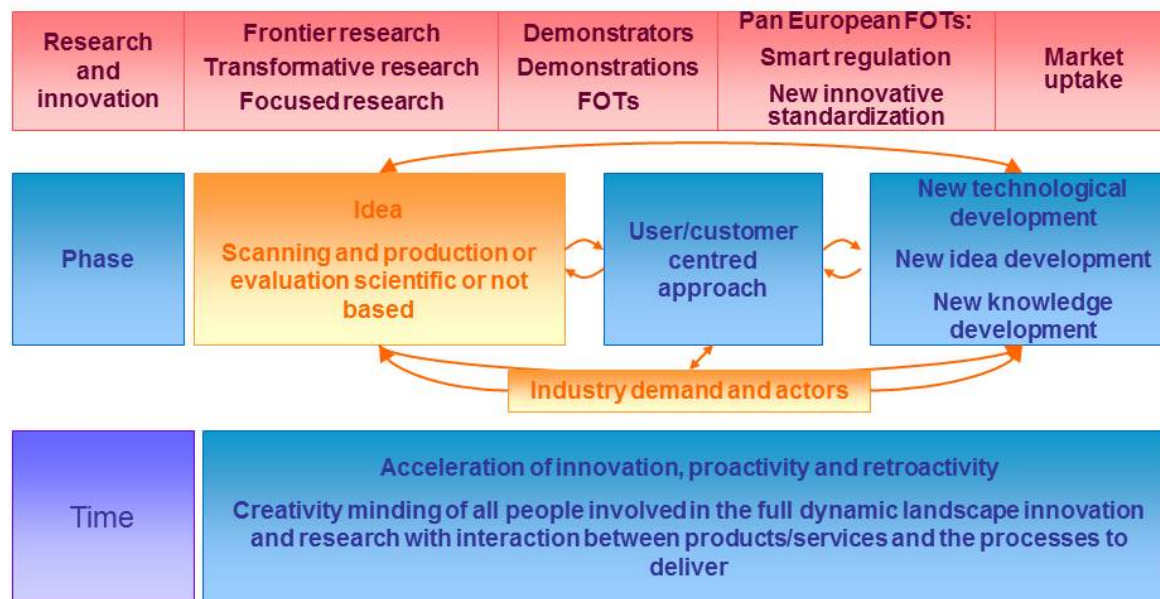 Research
and
innovation
Frontier research
Transformative research
Focused research
Demonstrators
Demonstrations
FOTs
Pan European FOTs:
Smart regulation
New innovative
standardization
Market
uptake
Phase
Idea
Scanning and production or
evaluation scientific or not
based
User/customer
centred
approach
New technological
development
New idea development
New knowledge
development
Industry demand and actors
Time
Acceleration of innovation, proactivity and retroactivity
Creativity minding of all people involved in the full dynamic landscape innovation
and research with interaction between products/services and the processes to
deliver